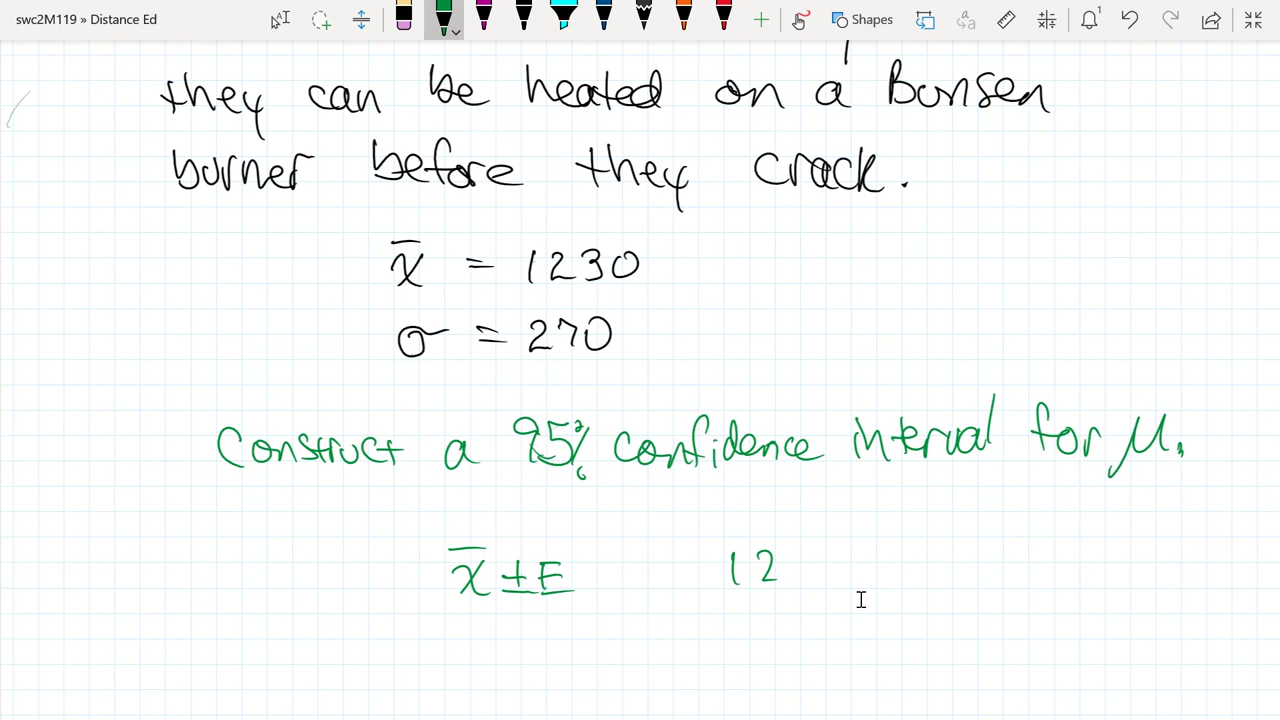 swc2M119 » Distance Ed
Shapes
they can be heated on a Bunsen
burner before they crack.
x̄ = 1230
σ = 270
Construct a 95% confidence interval for μ.
x̄ ± E 12